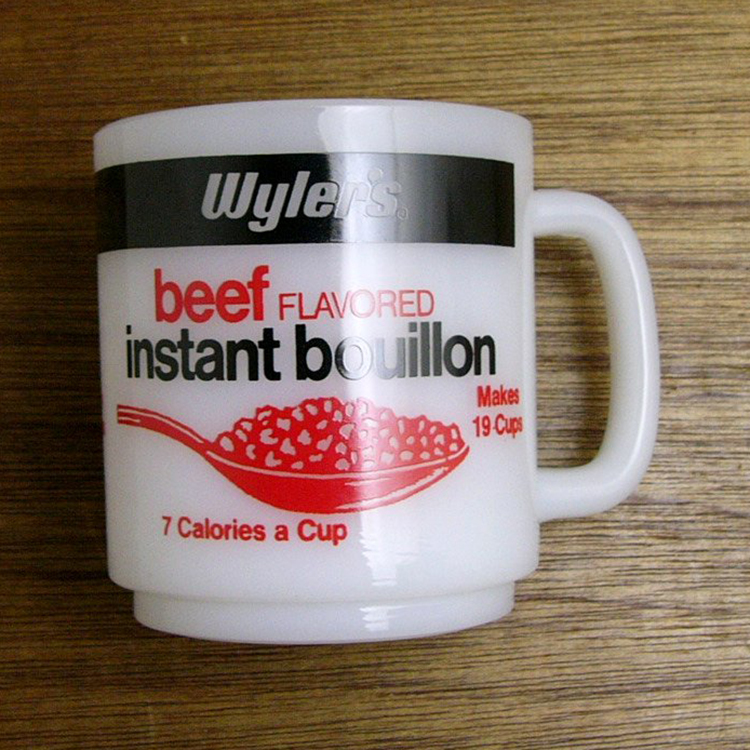 Wyler's®
beef FLAVORED
instant bouillon
Makes
19 Cups
7 Calories a Cup